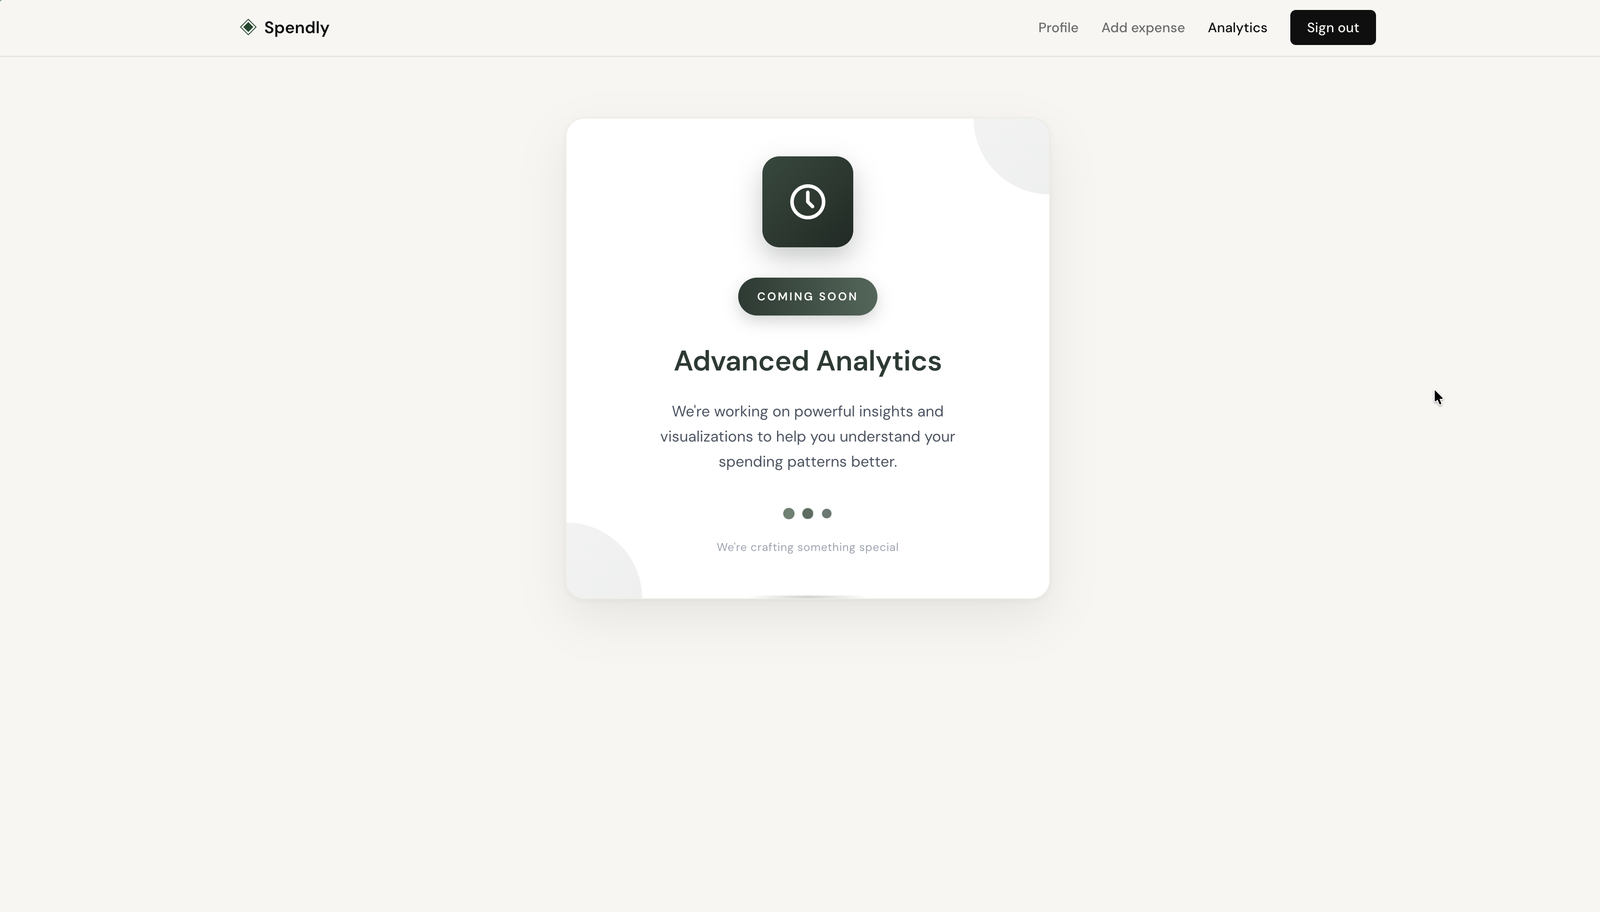 Spendly
Profile
Add expense
Analytics
Sign out
COMING SOON
Advanced Analytics
We're working on powerful insights and
visualizations to help you understand your
spending patterns better.
We're crafting something special